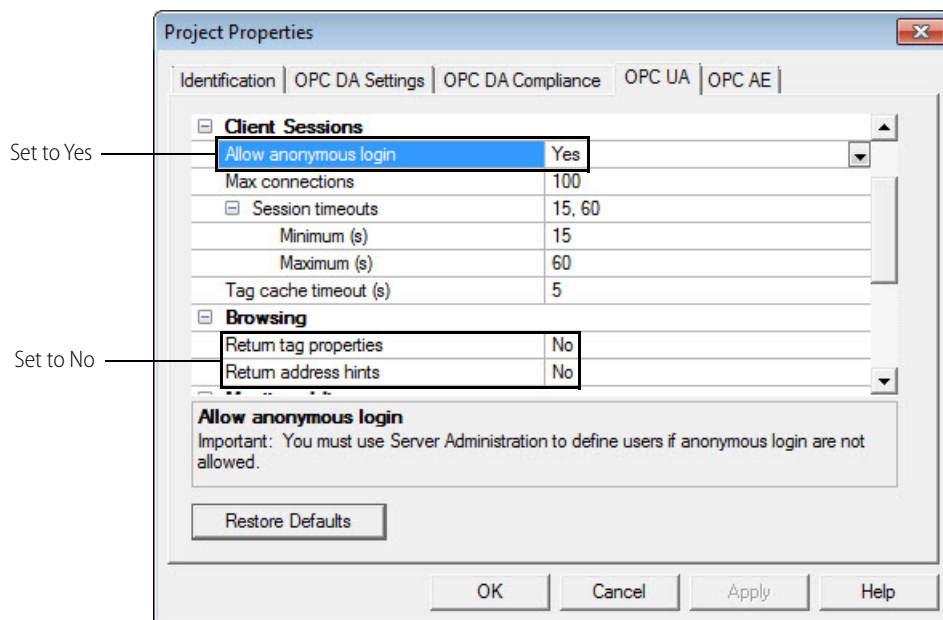 Project Properties
Identification
OPC DA Settings
OPC DA Compliance
OPC UA
OPC AE
Client Sessions
Set to Yes
Allow anonymous login Yes
Max connections 100
Session timeouts 15, 60
Minimum (s) 15
Maximum (s) 60
Tag cache timeout (s) 5
Browsing
Set to No
Return tag properties No
Return address hints No
Allow anonymous login
Important: You must use Server Administration to define users if anonymous login are not
allowed.
Restore Defaults
OK
Cancel
Apply
Help